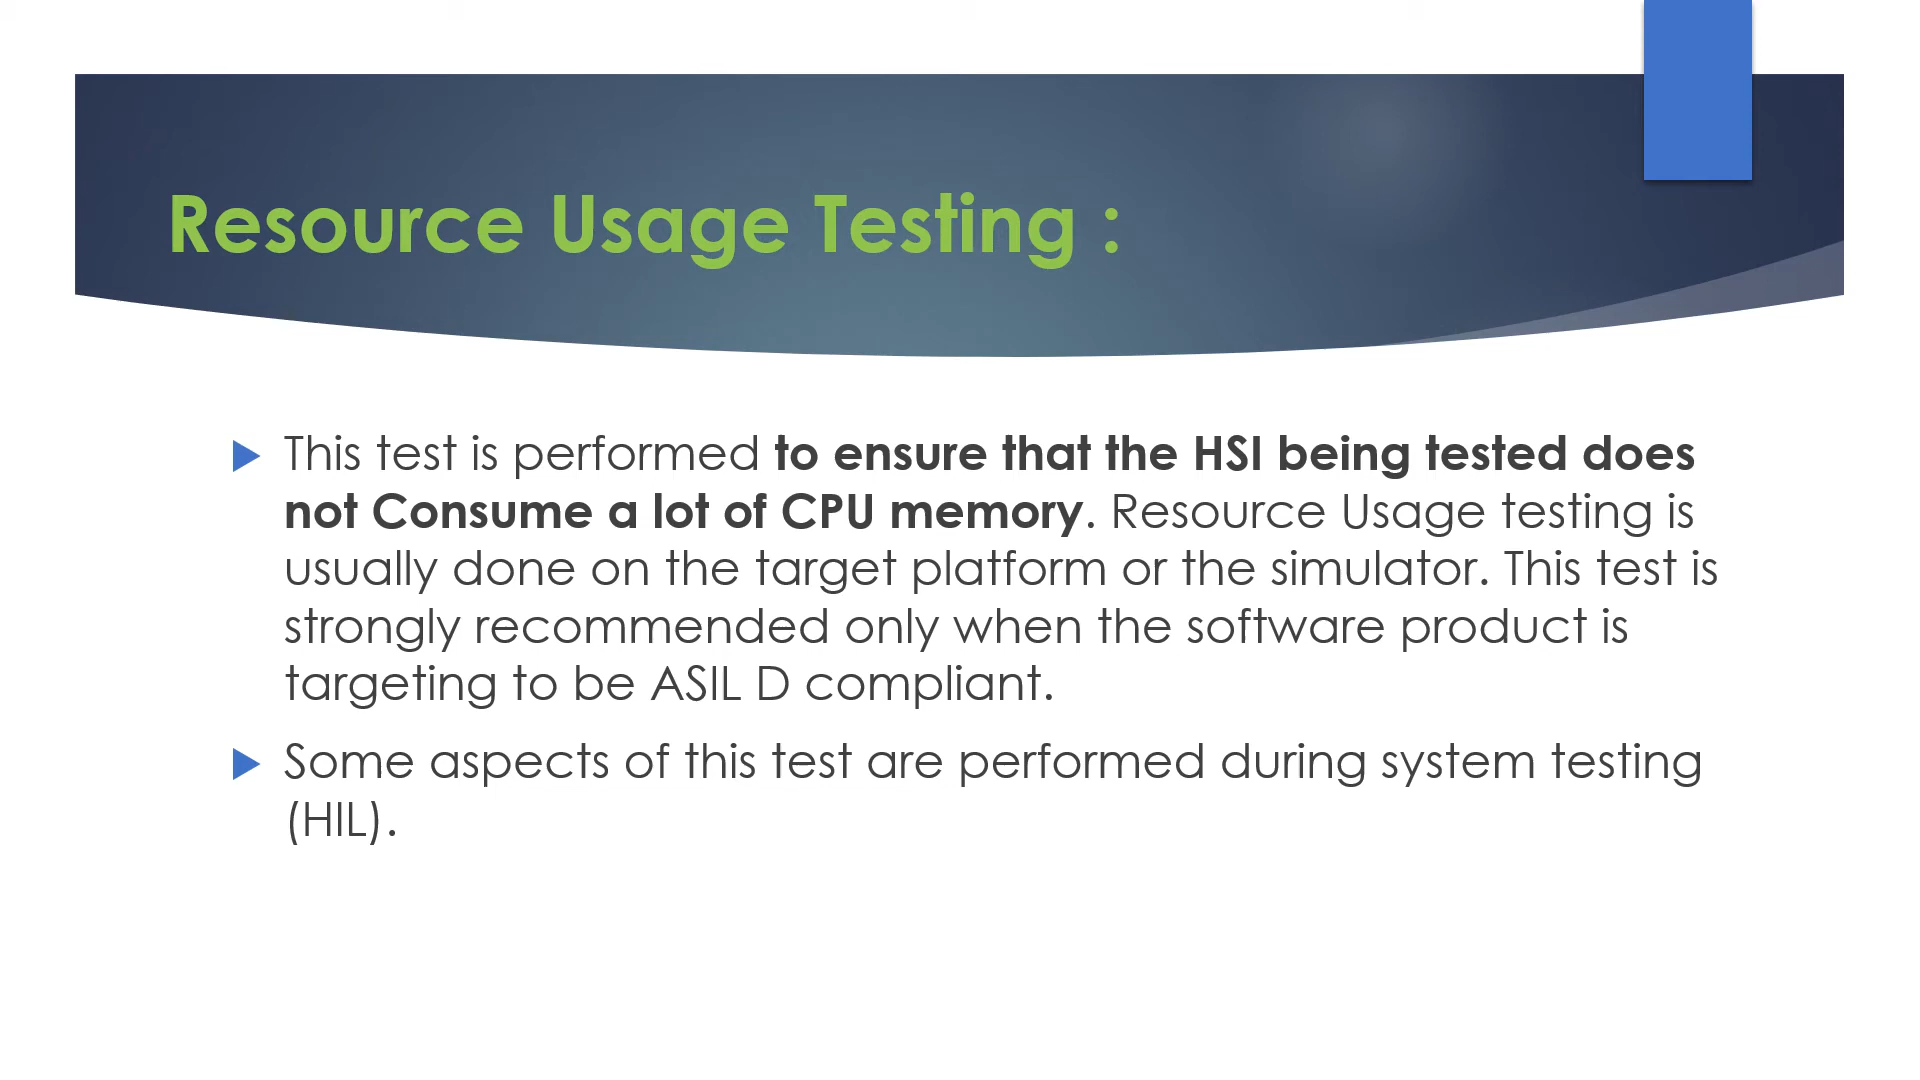 Resource Usage Testing :
This test is performed to ensure that the HSI being tested does
not Consume a lot of CPU memory. Resource Usage testing is
usually done on the target platform or the simulator. This test is
strongly recommended only when the software product is
targeting to be ASIL D compliant.
Some aspects of this test are performed during system testing
(HIL).